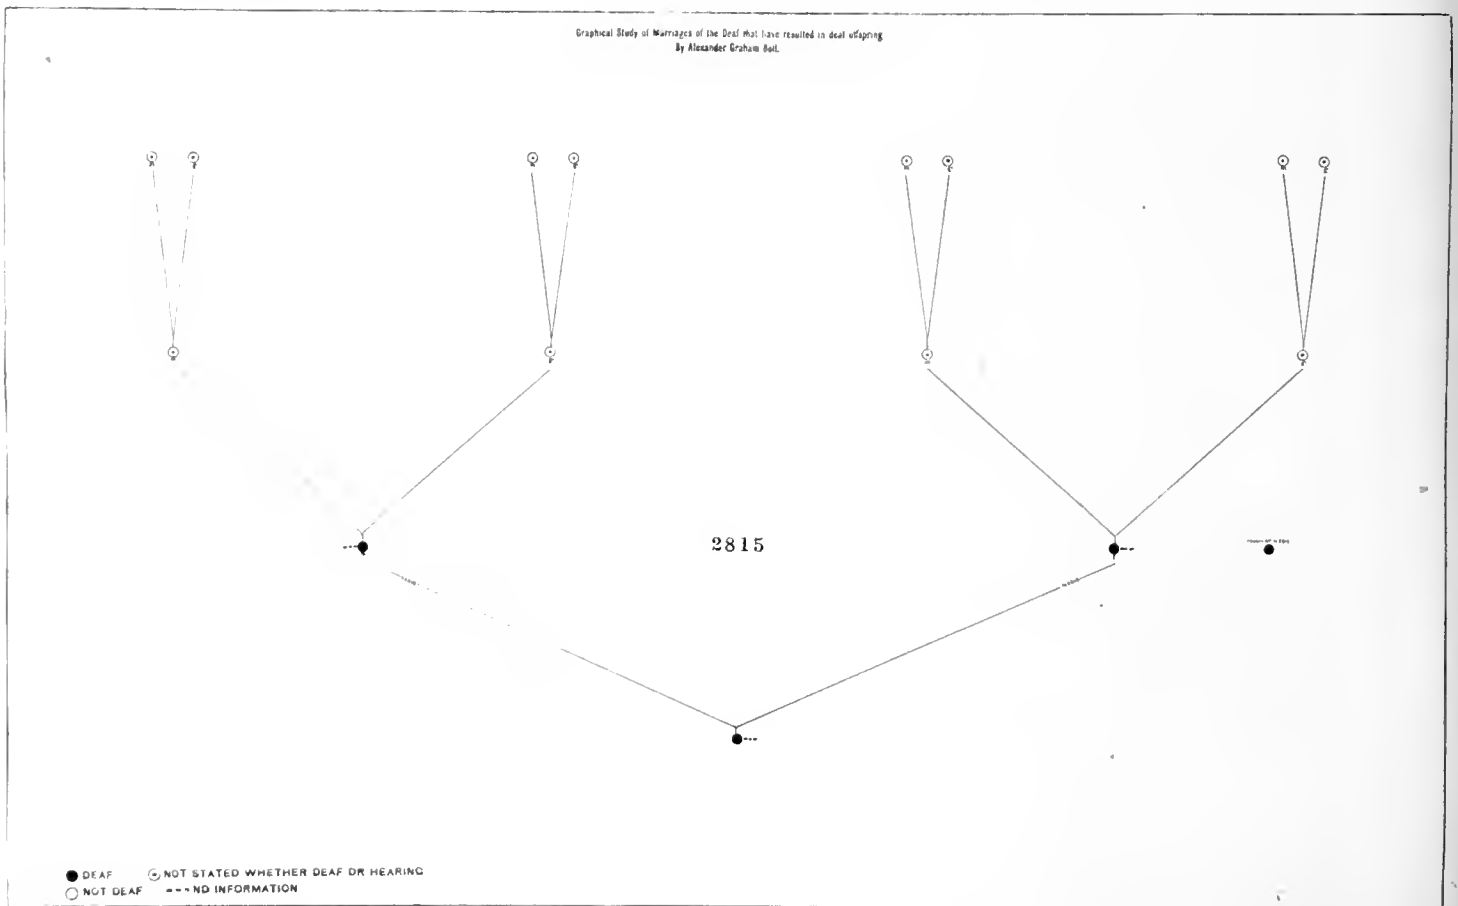 Graphical Study of Marriages of the Deaf that have resulted in deaf offspring
By Alexander Graham Bell.
2815
DEAF NOT STATED WHETHER DEAF OR HEARING
NOT DEAF --- NO INFORMATION